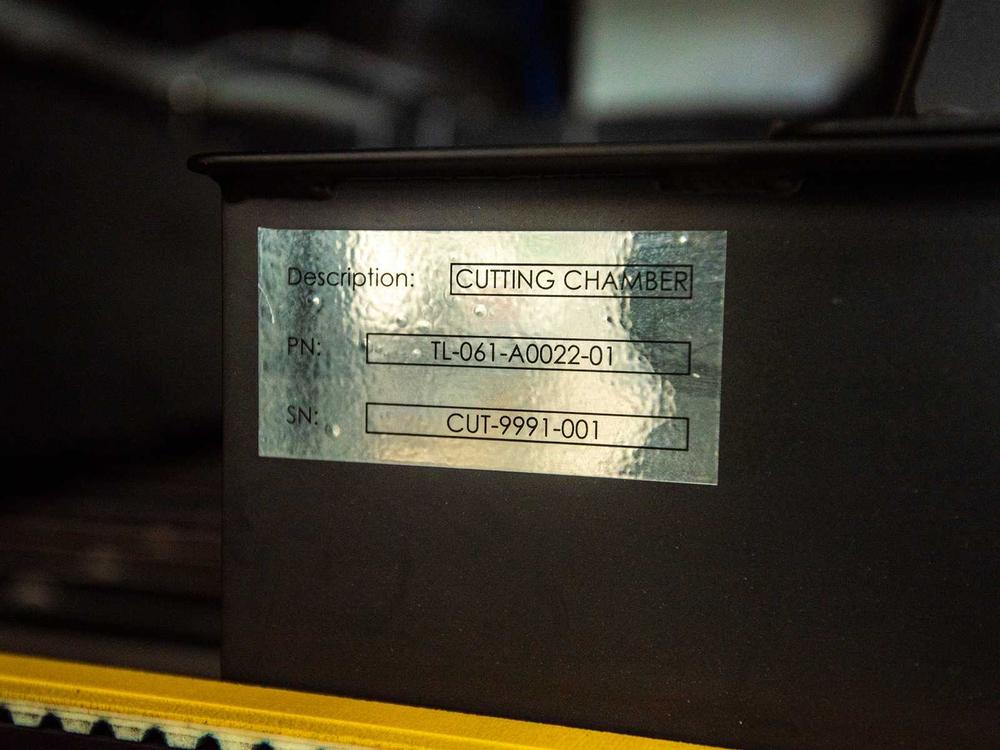 Description: CUTTING CHAMBER
PN: TL-061-A0022-01
SN: CUT-9991-001